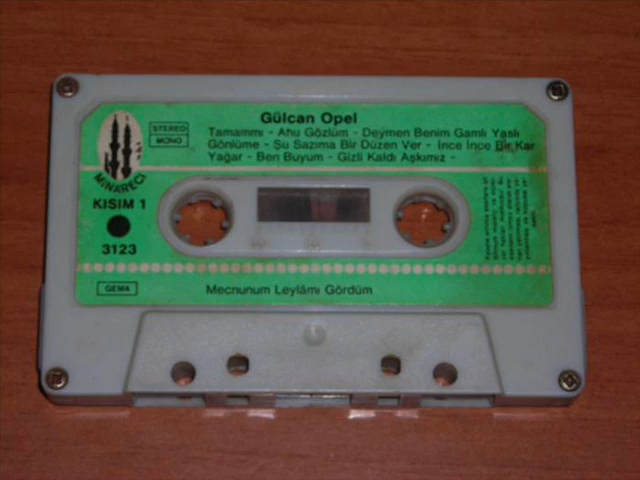 Gülcan Opel
STEREO
MONO
Tamammı - Ahu Gözlüm - Deymen Benim Gamlı Yaslı
Gönlüme - Şu Sazıma Bir Düzen Ver - İnce İnce Bir Kar
Yağar - Ben Buyum - Gizli Kaldı Aşkımız -
MİNARECİ
KISIM 1
3123
GEMA
Mecnunum Leylâmı Gördüm